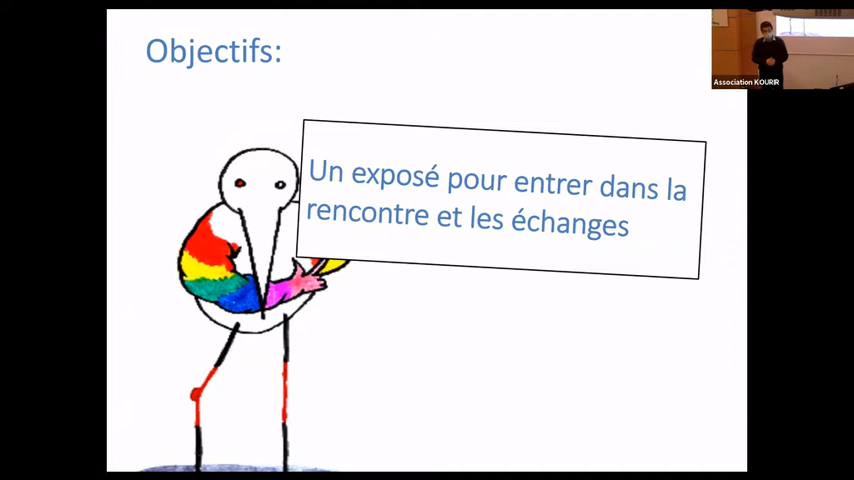 Objectifs:
Association KOURIR
Un exposé pour entrer dans la
rencontre et les échanges